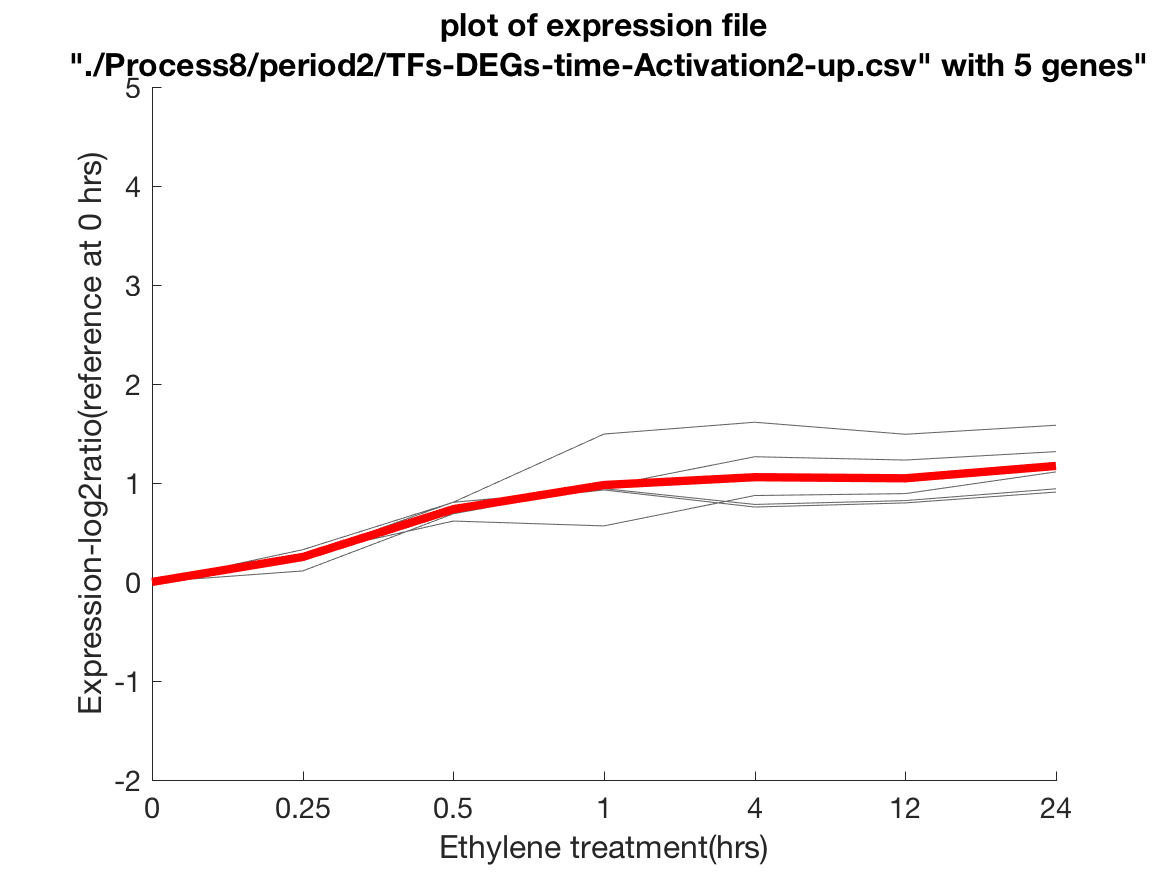 plot of expression file
"./Process8/period2/TFs-DEGs-time-Activation2-up.csv" with 5 genes"
Expression-log2ratio(reference at 0 hrs)
5
4
3
2
1
0
-1
-2
0 0.25 0.5 1 4 12 24
Ethylene treatment(hrs)